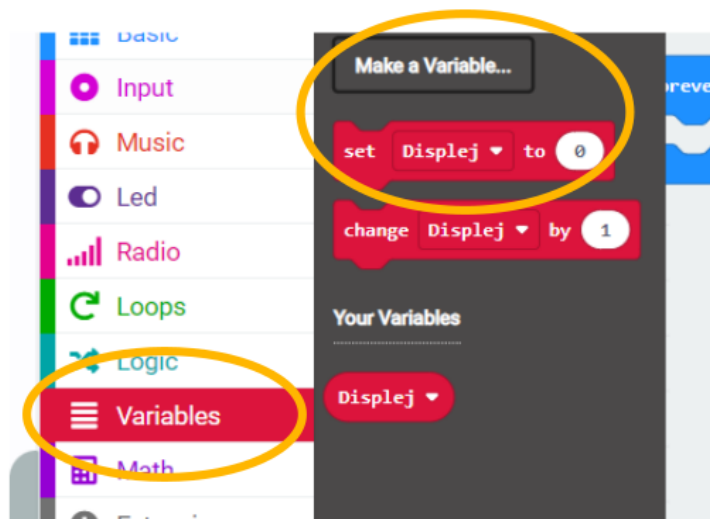 Basic
Input
Music
Led
Radio
Loops
Logic
Variables
Math
Make a Variable...
set Displej to 0
change Displej by 1
Your Variables
Displej